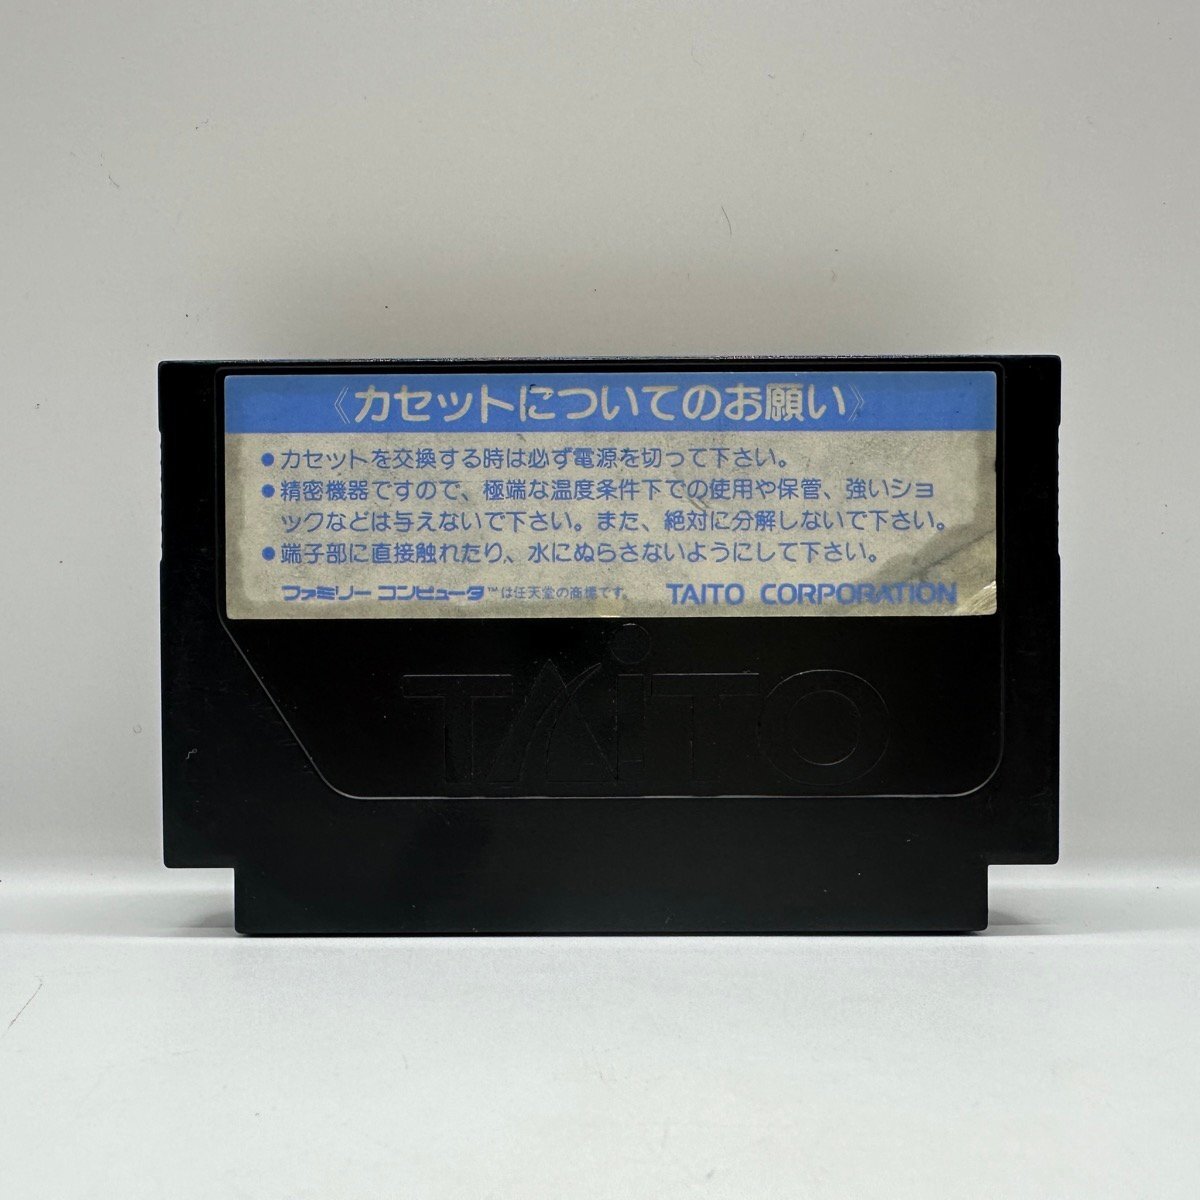 《カセットについてのお願い》
●カセットを交換する時は必ず電源を切って下さい。
●精密機器ですので、極端な温度条件下での使用や保管、強いショ
ックなどは与えないで下さい。また、絶対に分解しないで下さい。
●端子部に直接触れたり、水にぬらさないようにして下さい。
ファミリーコンピュータ™は任天堂の商標です。 TAITO CORPORATION
TAiTO